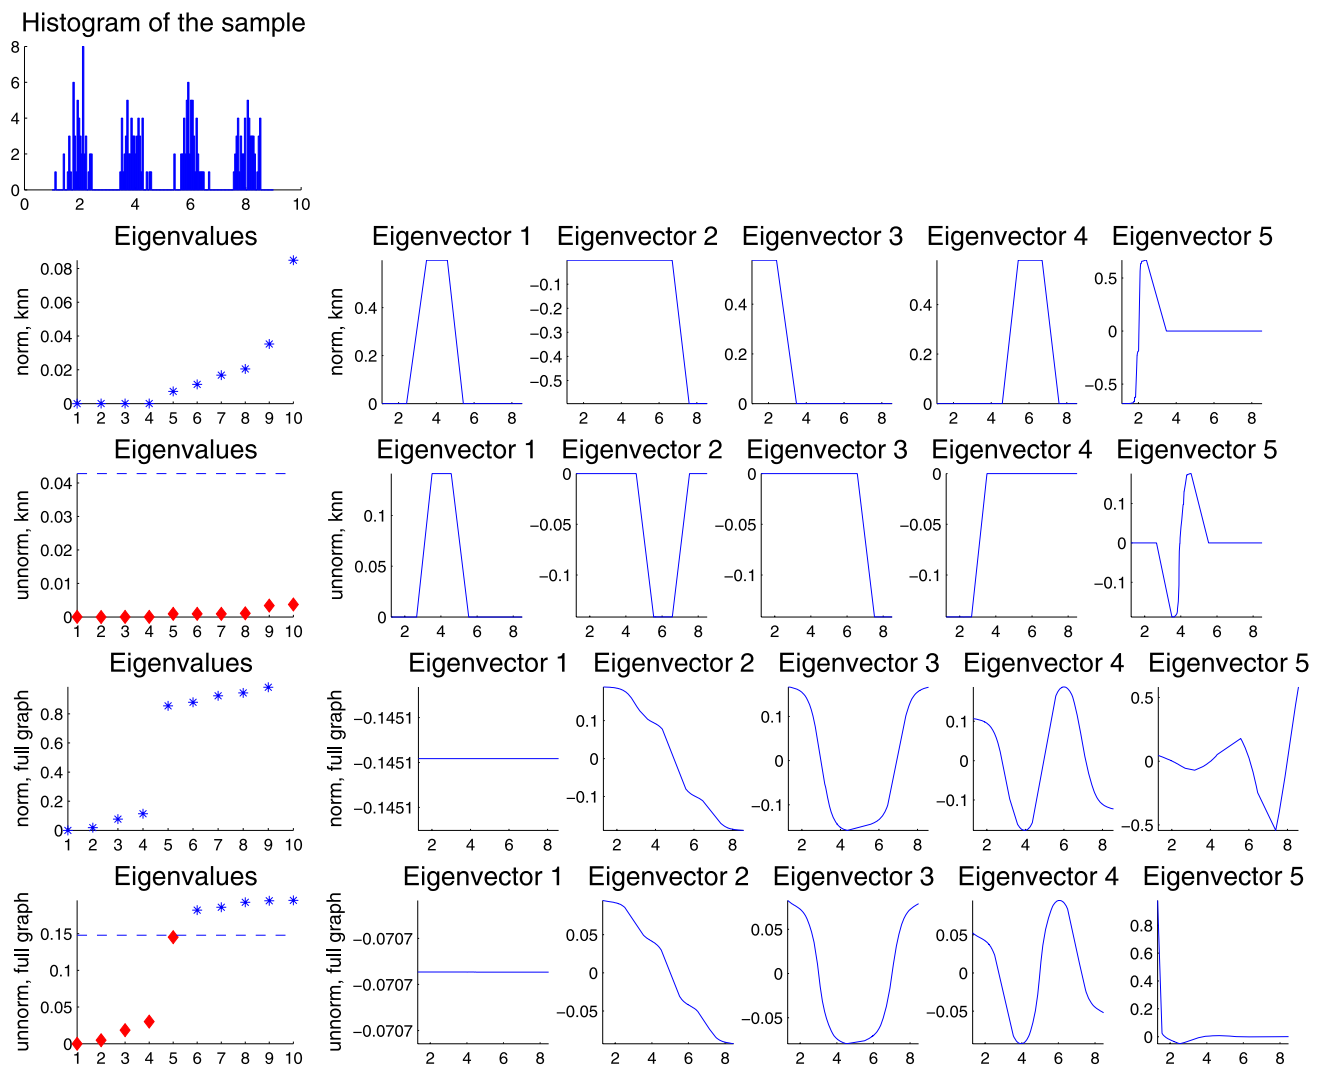 Histogram of the sample
8
6
4
2
0
0 2 4 6 8 10
Eigenvalues Eigenvector 1 Eigenvector 2 Eigenvector 3 Eigenvector 4 Eigenvector 5
norm, knn
0.08
0.06
0.04
0.02
0
1 2 3 4 5 6 7 8 9 10
norm, knn
0.4
0.2
0
2 4 6 8
−0.1
−0.2
−0.3
−0.4
−0.5
2 4 6 8
0.4
0.2
0
2 4 6 8
0.4
0.2
0
2 4 6 8
0.5
0
−0.5
2 4 6 8
Eigenvalues Eigenvector 1 Eigenvector 2 Eigenvector 3 Eigenvector 4 Eigenvector 5
unnorm, knn
0.04
0.03
0.02
0.01
0
1 2 3 4 5 6 7 8 9 10
unnorm, knn
0.1
0.05
0
2 4 6 8
0
−0.05
−0.1
2 4 6 8
0
−0.05
−0.1
2 4 6 8
0
−0.05
−0.1
2 4 6 8
0.1
0
−0.1
2 4 6 8
Eigenvalues Eigenvector 1 Eigenvector 2 Eigenvector 3 Eigenvector 4 Eigenvector 5
norm, full graph
0.8
0.6
0.4
0.2
0
1 2 3 4 5 6 7 8 9 10
norm, full graph
−0.1451
−0.1451
−0.1451
2 4 6 8
0.1
0
−0.1
2 4 6 8
0.1
0
−0.1
2 4 6 8
0.1
0
−0.1
2 4 6 8
0.5
0
−0.5
2 4 6 8
Eigenvalues Eigenvector 1 Eigenvector 2 Eigenvector 3 Eigenvector 4 Eigenvector 5
unnorm, full graph
0.15
0.1
0.05
0
1 2 3 4 5 6 7 8 9 10
unnorm, full graph
−0.0707
−0.0707
−0.0707
2 4 6 8
0.05
0
−0.05
2 4 6 8
0.05
0
−0.05
2 4 6 8
0.05
0
−0.05
2 4 6 8
0.8
0.6
0.4
0.2
0
2 4 6 8